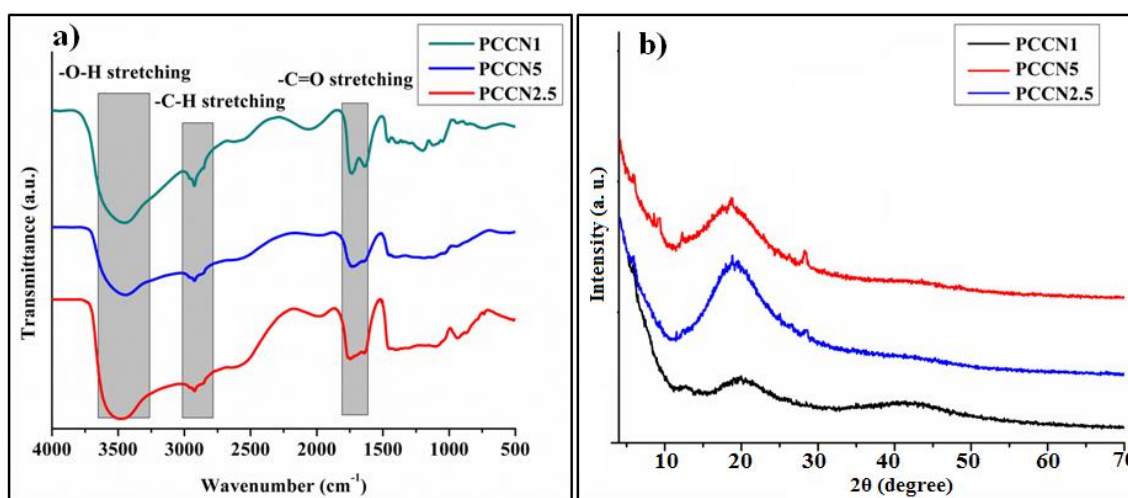 a)
PCCN1
PCCN5
PCCN2.5
-O-H stretching
-C-H stretching
-C=O stretching
Transmittance (a.u.)
4000 3500 3000 2500 2000 1500 1000 500
Wavenumber (cm⁻¹)
b)
PCCN1
PCCN5
PCCN2.5
Intensity (a. u.)
10 20 30 40 50 60 70
2θ (degree)